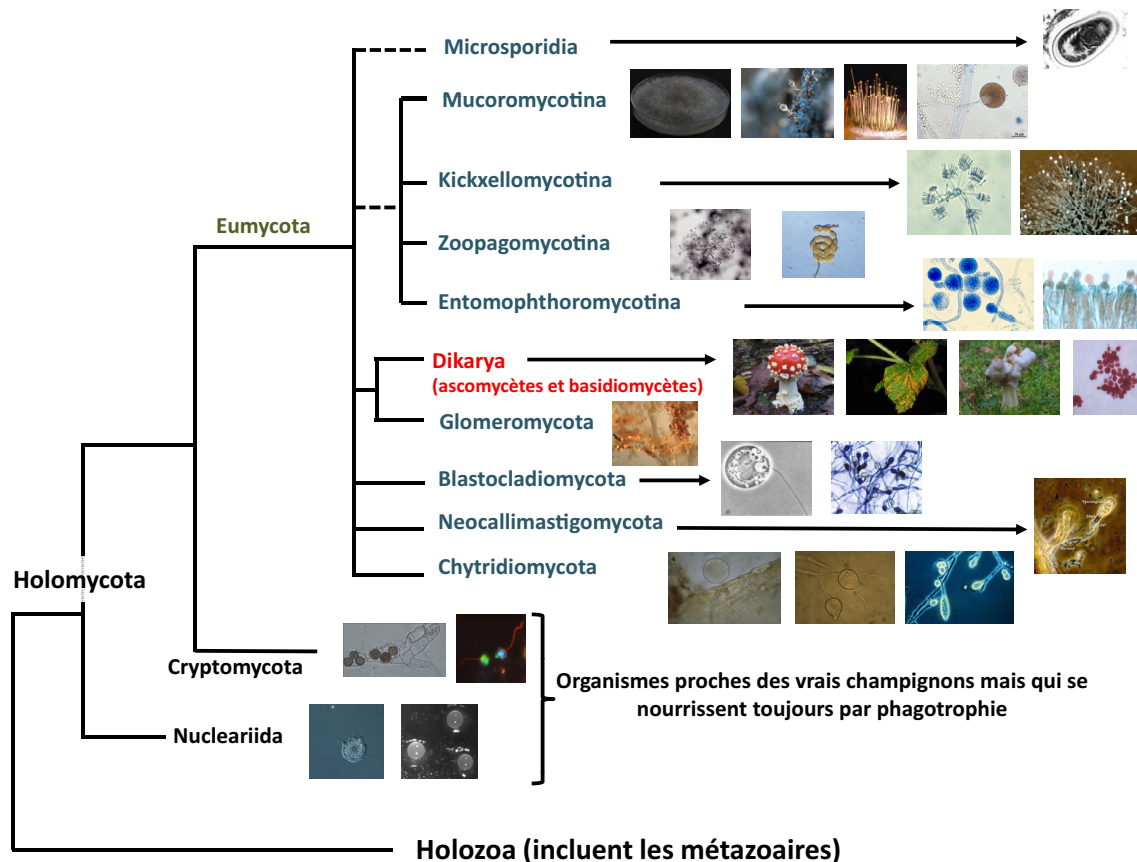 Microsporidia
Mucoromycotina
Kickxellomycotina
Eumycota
Zoopagomycotina
Entomophthoromycotina
Dikarya
(ascomycètes et basidiomycètes)
Glomeromycota
Blastocladiomycota
Neocallimastigomycota
Chytridiomycota
Holomycota
Cryptomycota
Organismes proches des vrais champignons mais qui se
nourrissent toujours par phagotrophie
Nucleariida
Holozoa (incluent les métazoaires)